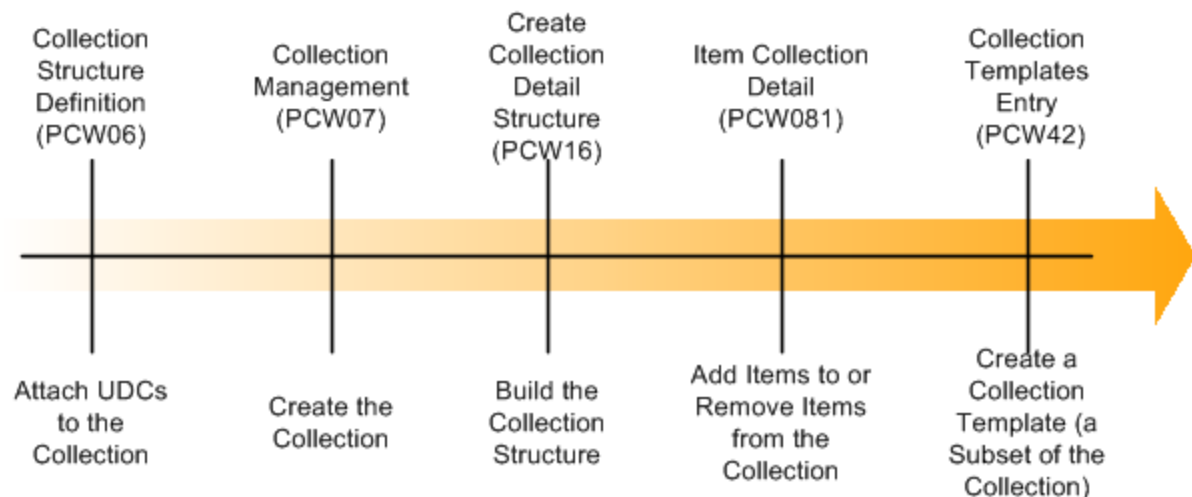 Collection
Structure
Definition
(PCW06)
Collection
Management
(PCW07)
Create
Collection
Detail
Structure
(PCW16)
Item Collection
Detail
(PCW081)
Collection
Templates
Entry
(PCW42)
Attach UDCs
to the
Collection
Create the
Collection
Build the
Collection
Structure
Add Items to or
Remove Items
from the
Collection
Create a
Collection
Template (a
Subset of the
Collection)